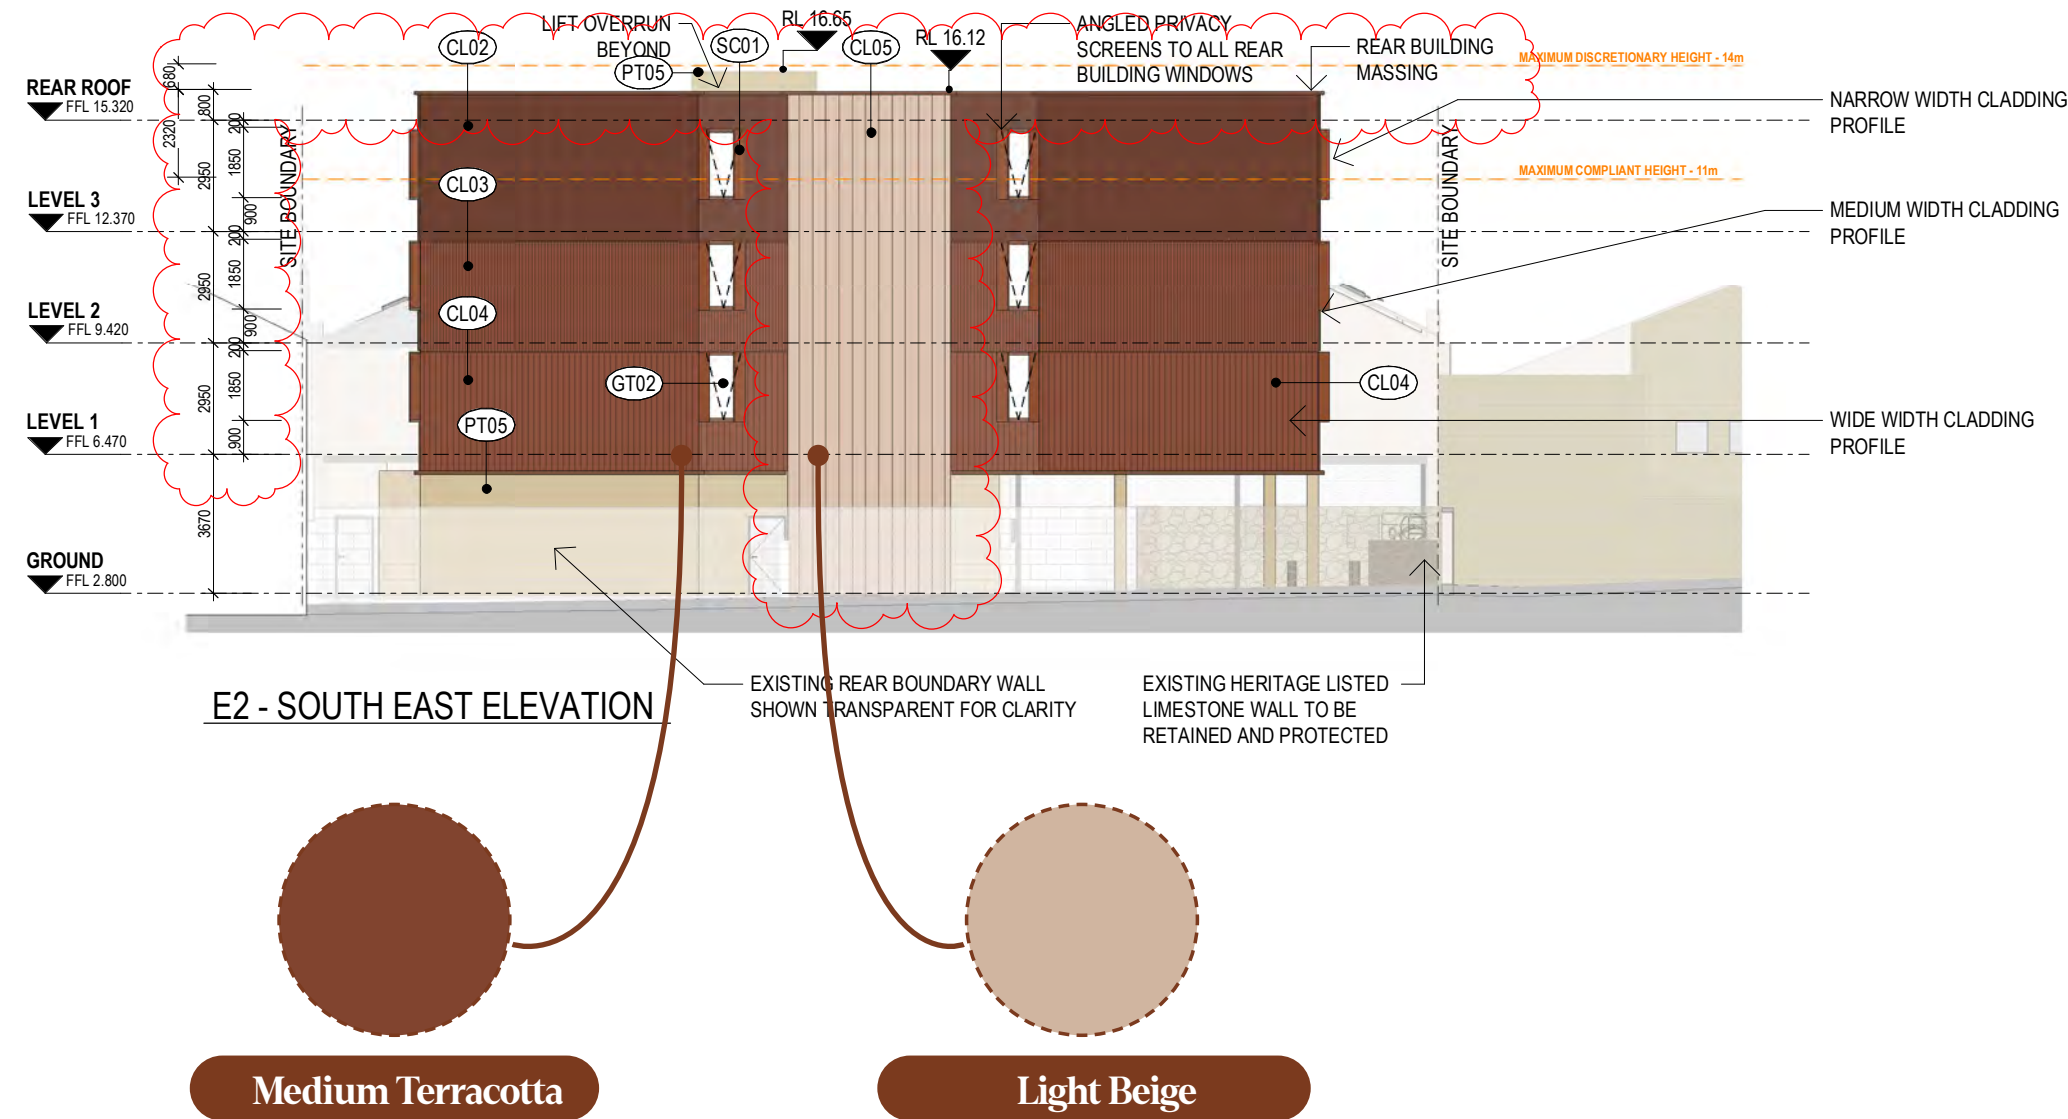 LIFT OVERRUN
BEYOND
RL 16.65
RL 16.12
ANGLED PRIVACY
SCREENS TO ALL REAR
BUILDING WINDOWS
REAR BUILDING
MASSING
MAXIMUM DISCRETIONARY HEIGHT - 14m
CL02
SC01
CL05
PT05
REAR ROOF
FFL 15.320
NARROW WIDTH CLADDING
PROFILE
680
800
2320
200
1850
2950
900
SITE BOUNDARY
SITE BOUNDARY
MAXIMUM COMPLIANT HEIGHT - 11m
CL03
LEVEL 3
FFL 12.370
MEDIUM WIDTH CLADDING
PROFILE
200
1850
2950
900
LEVEL 2
FFL 9.420
CL04
200
1850
2950
900
GT02
CL04
LEVEL 1
FFL 6.470
PT05
WIDE WIDTH CLADDING
PROFILE
3670
GROUND
FFL 2.800
E2 - SOUTH EAST ELEVATION
EXISTING REAR BOUNDARY WALL
SHOWN TRANSPARENT FOR CLARITY
EXISTING HERITAGE LISTED
LIMESTONE WALL TO BE
RETAINED AND PROTECTED
Medium Terracotta
Light Beige